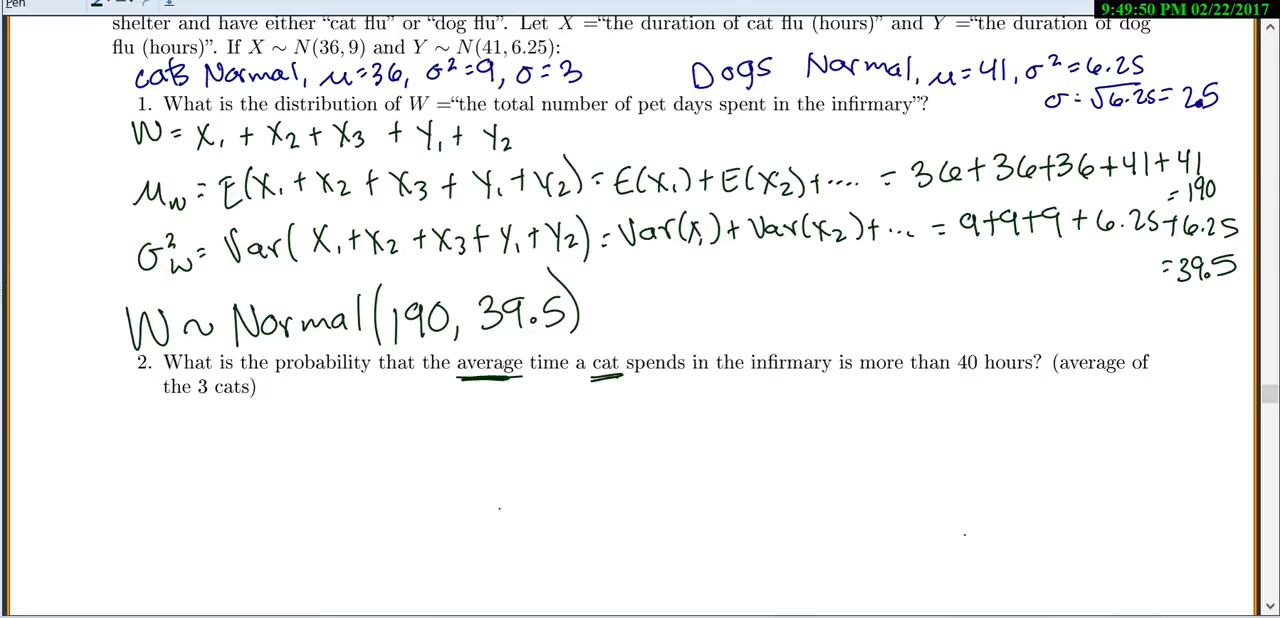 Pen
9:49:50 PM 02/22/2017
shelter and have either “cat flu” or “dog flu”. Let X =“the duration of cat flu (hours)” and Y =“the duration of dog
flu (hours)”. If X ∼ N(36, 9) and Y ∼ N(41, 6.25):
cats Normal, μ=36, σ²=9, σ=3
Dogs Normal, μ=41, σ²=6.25
σ=√6.25=2.5
1. What is the distribution of W =“the total number of pet days spent in the infirmary”?
W = X₁ + X₂ + X₃ + Y₁ + Y₂
μ_W = E(X₁ + X₂ + X₃ + Y₁ + Y₂) = E(X₁) + E(X₂) + .... = 36+36+36+41+41
=190
σ²_W = Var(X₁+X₂+X₃+Y₁+Y₂) = Var(X₁) + Var(X₂) + ... = 9+9+9+6.25+6.25
=39.5
W ~ Normal(190, 39.5)
2. What is the probability that the average time a cat spends in the infirmary is more than 40 hours? (average of
the 3 cats)